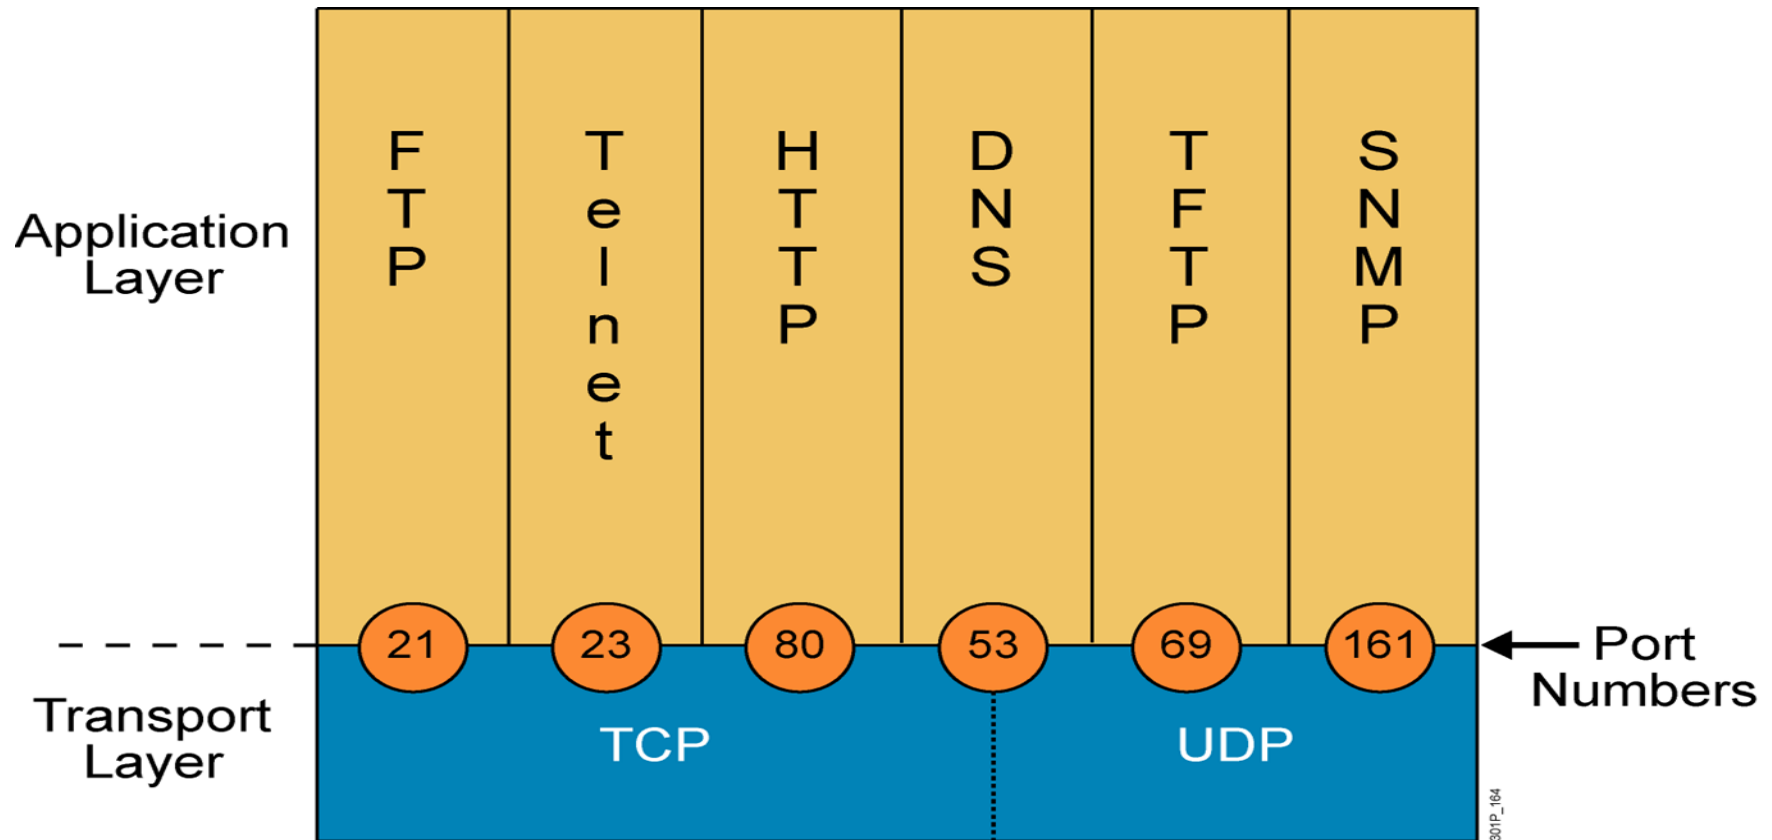 FTP
Telnet
HTTP
DNS
TFTP
SNMP
Application
Layer
21 23 80 53 69 161
Port
Numbers
Transport
Layer
TCP UDP
301P_164